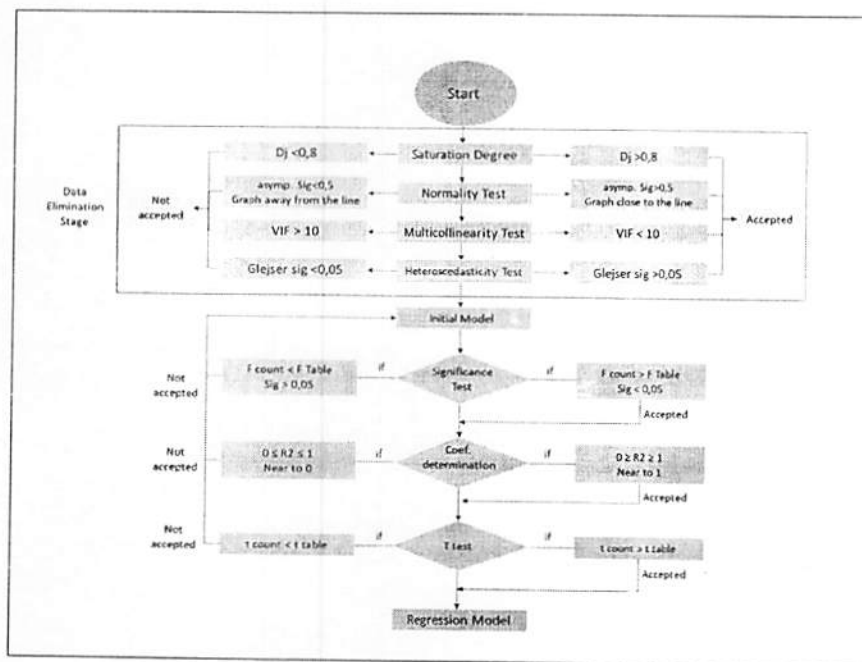 Start
Dj <0,8
Saturation Degree
Dj >0,8
Data
Elimination
Stage
Not
accepted
asymp. Sig<0,5
Graph away from the line
Normality Test
asymp. Sig>0,5
Graph close to the line
Accepted
VIF > 10
Multicollinearity Test
VIF < 10
Glejser sig <0,05
Heteroscedasticity Test
Glejser sig >0,05
Initial Model
Not
accepted
F count < F Table
Sig > 0,05
if
Significance
Test
if
F count > F Table
Sig < 0,05
Accepted
Not
accepted
0 ≤ R2 ≤ 1
Near to 0
if
Coef.
determination
if
0 ≥ R2 ≥ 1
Near to 1
Accepted
Not
accepted
t count < t table
if
T test
if
t count > t table
Accepted
Regression Model